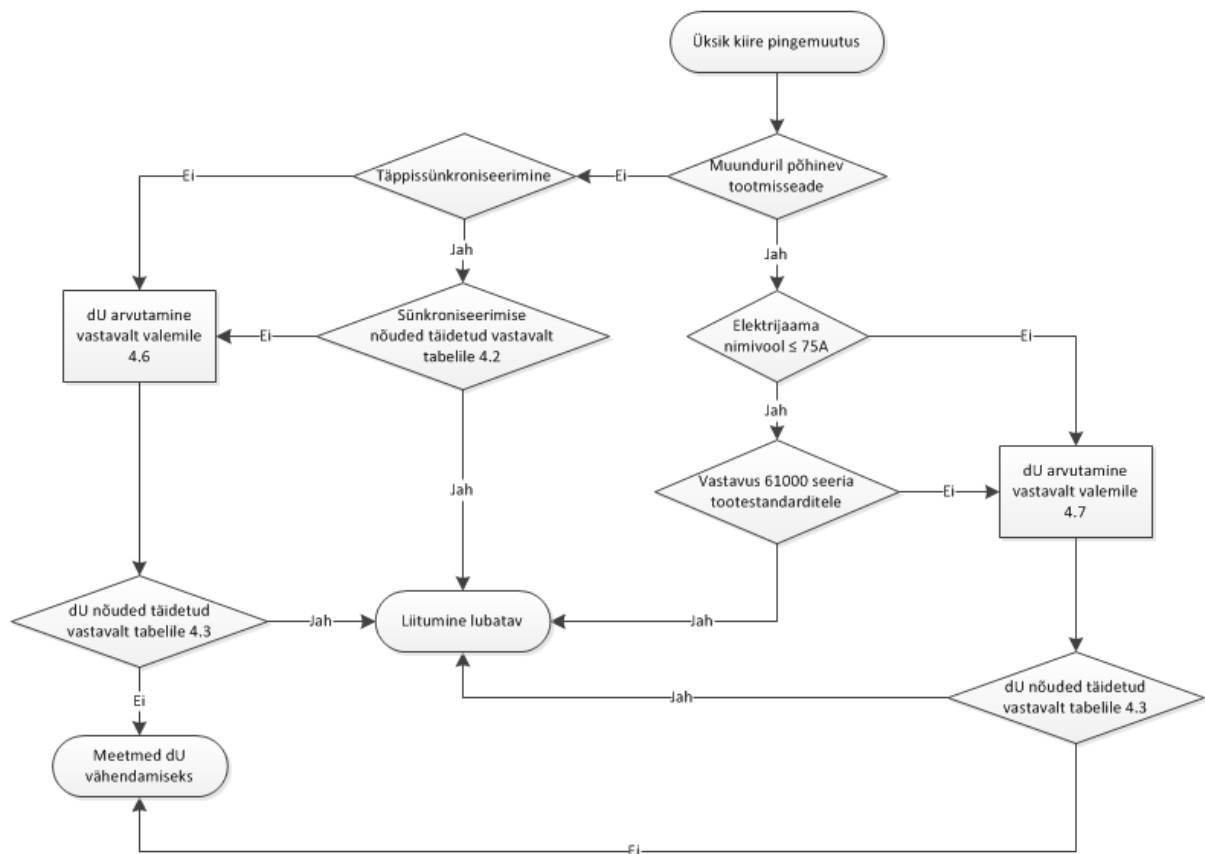 Üksik kiire pingemuutus
Muunduril põhinev
tootmisseade
Ei
Täppissünkroniseerimine
Ei
Jah
Jah
dU arvutamine
vastavalt valemile
4.6
Ei
Sünkroniseerimise
nõuded täidetud vastavalt
tabelile 4.2
Elektrijaama
nimivool ≤ 75A
Ei
Jah
Jah
Vastavus 61000 seeria
tootestandarditele
Ei
dU arvutamine
vastavalt valemile
4.7
dU nõuded täidetud
vastavalt tabelile 4.3
Jah
Liitumine lubatav
Jah
Ei
Jah
dU nõuded täidetud
vastavalt tabelile 4.3
Meetmed dU
vähendamiseks
Ei